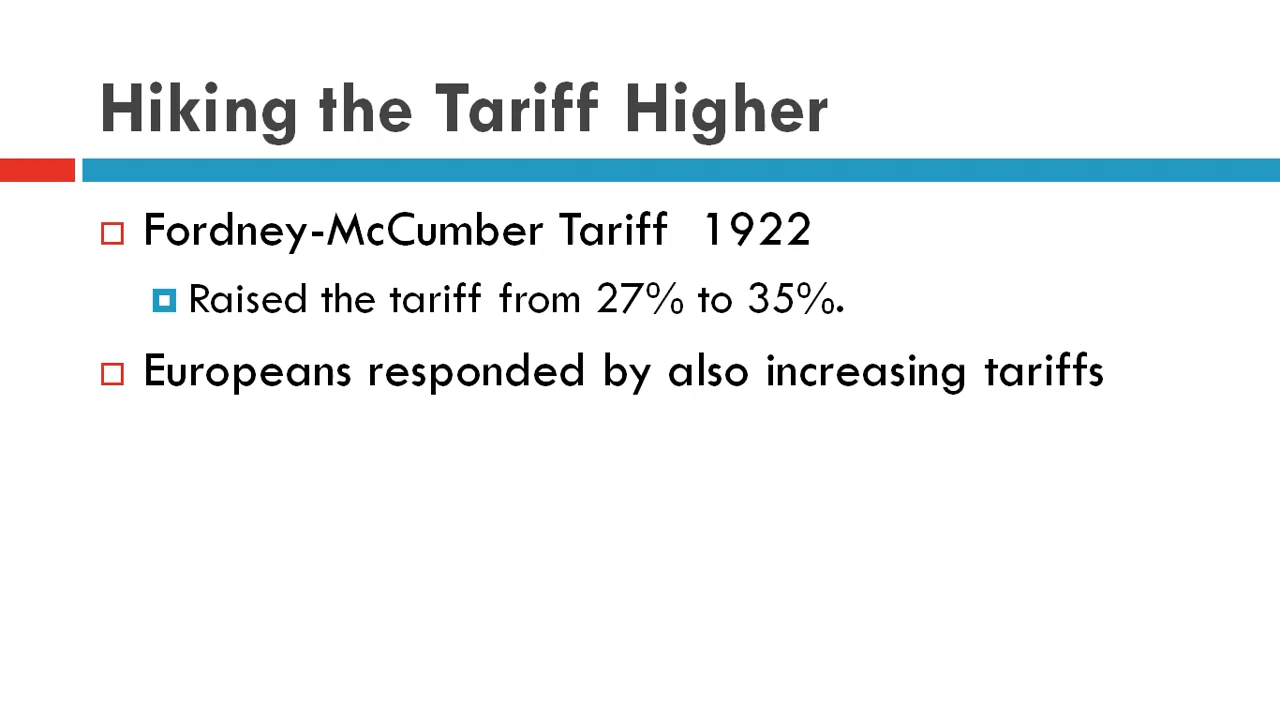 Hiking the Tariff Higher
Fordney-McCumber Tariff 1922
Raised the tariff from 27% to 35%.
Europeans responded by also increasing tariffs